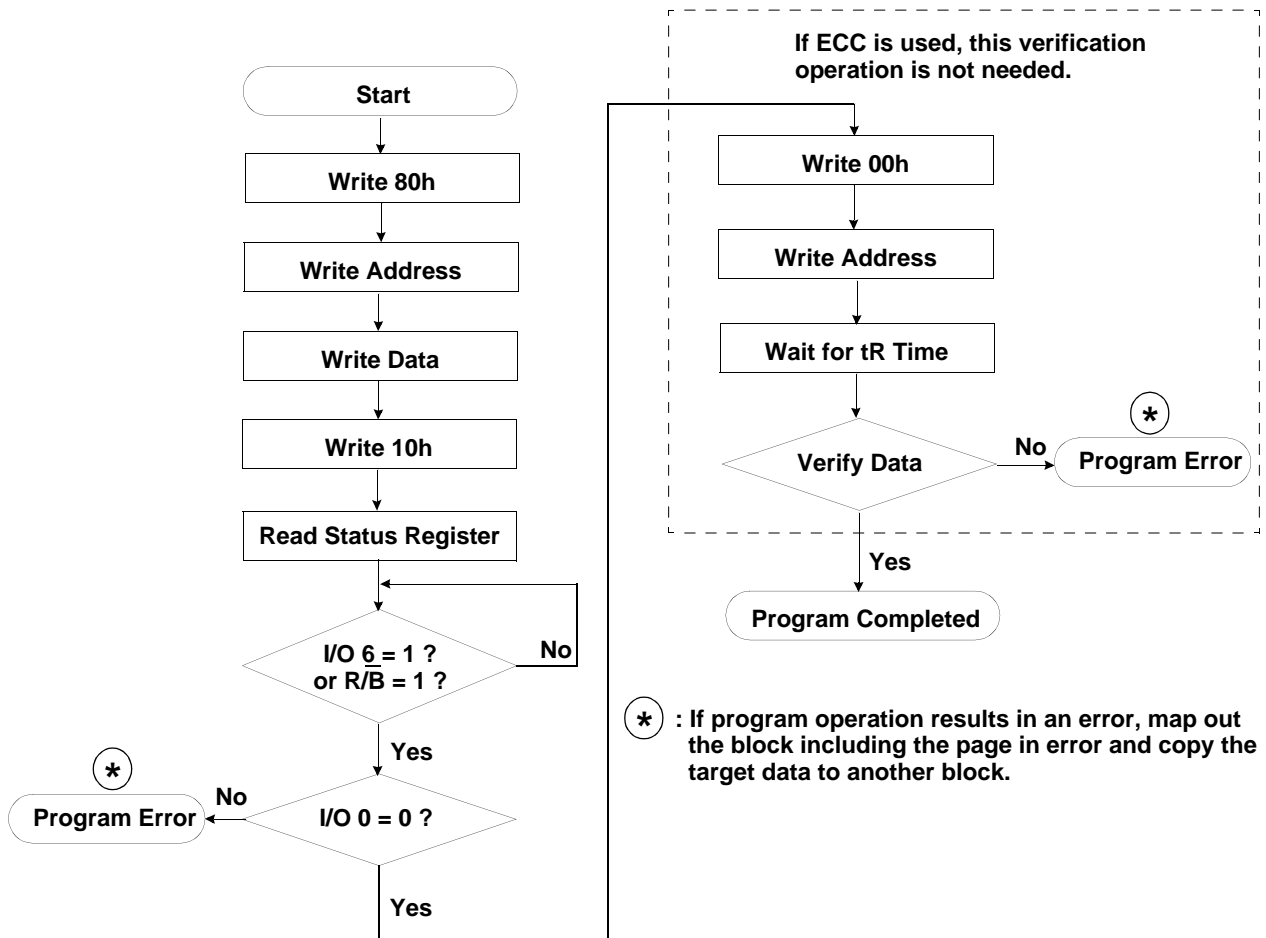 Start
Write 80h
Write Address
Write Data
Write 10h
Read Status Register
I/O 6 = 1 ?
or R/B̅ = 1 ?
No
Yes
*
No
Program Error
I/O 0 = 0 ?
Yes
If ECC is used, this verification
operation is not needed.
Write 00h
Write Address
Wait for tR Time
*
Verify Data
No
Program Error
Yes
Program Completed
* : If program operation results in an error, map out
the block including the page in error and copy the
target data to another block.